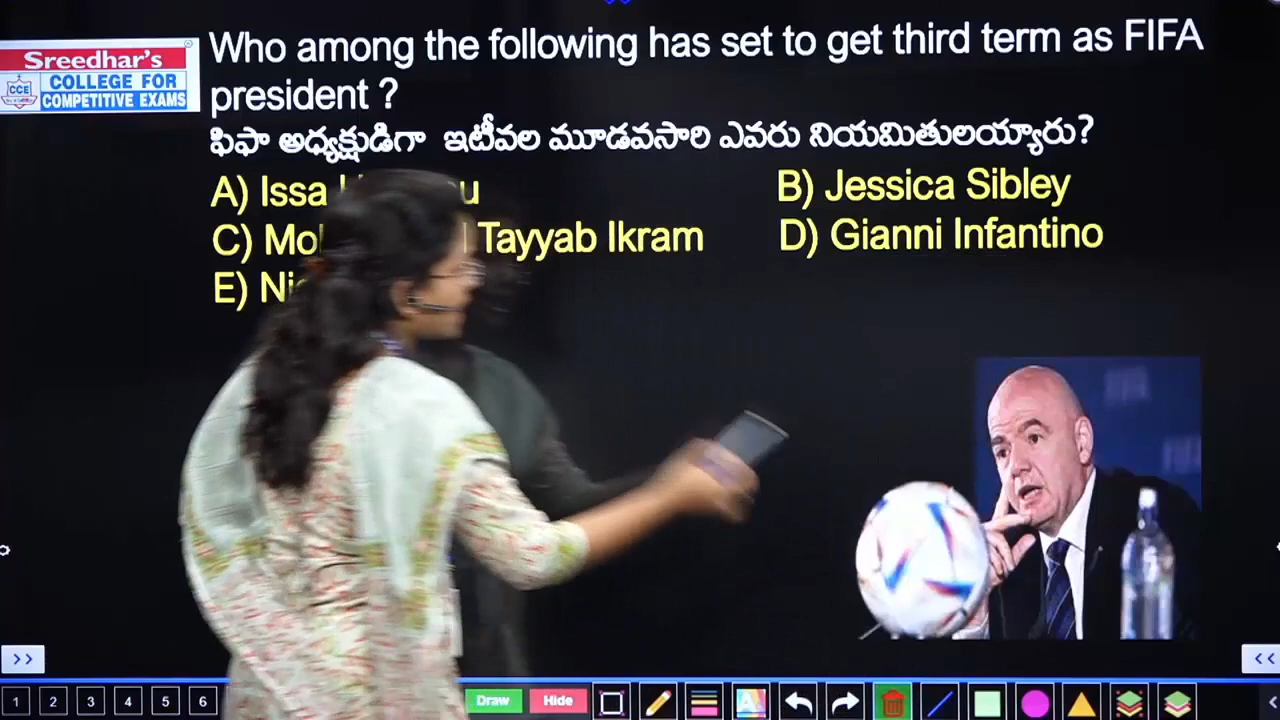 Sreedhar's
CCE
COLLEGE FOR
COMPETITIVE EXAMS
Who among the following has set to get third term as FIFA
president ?
ఫిఫా అధ్యక్షుడిగా ఇటీవల మూడవసారి ఎవరు నియమితులయ్యారు?
A) Issa
B) Jessica Sibley
C) Tayyab Ikram
D) Gianni Infantino
E)
FIFA
>>
<<
1 2 3 4 5 6
Draw
Hide